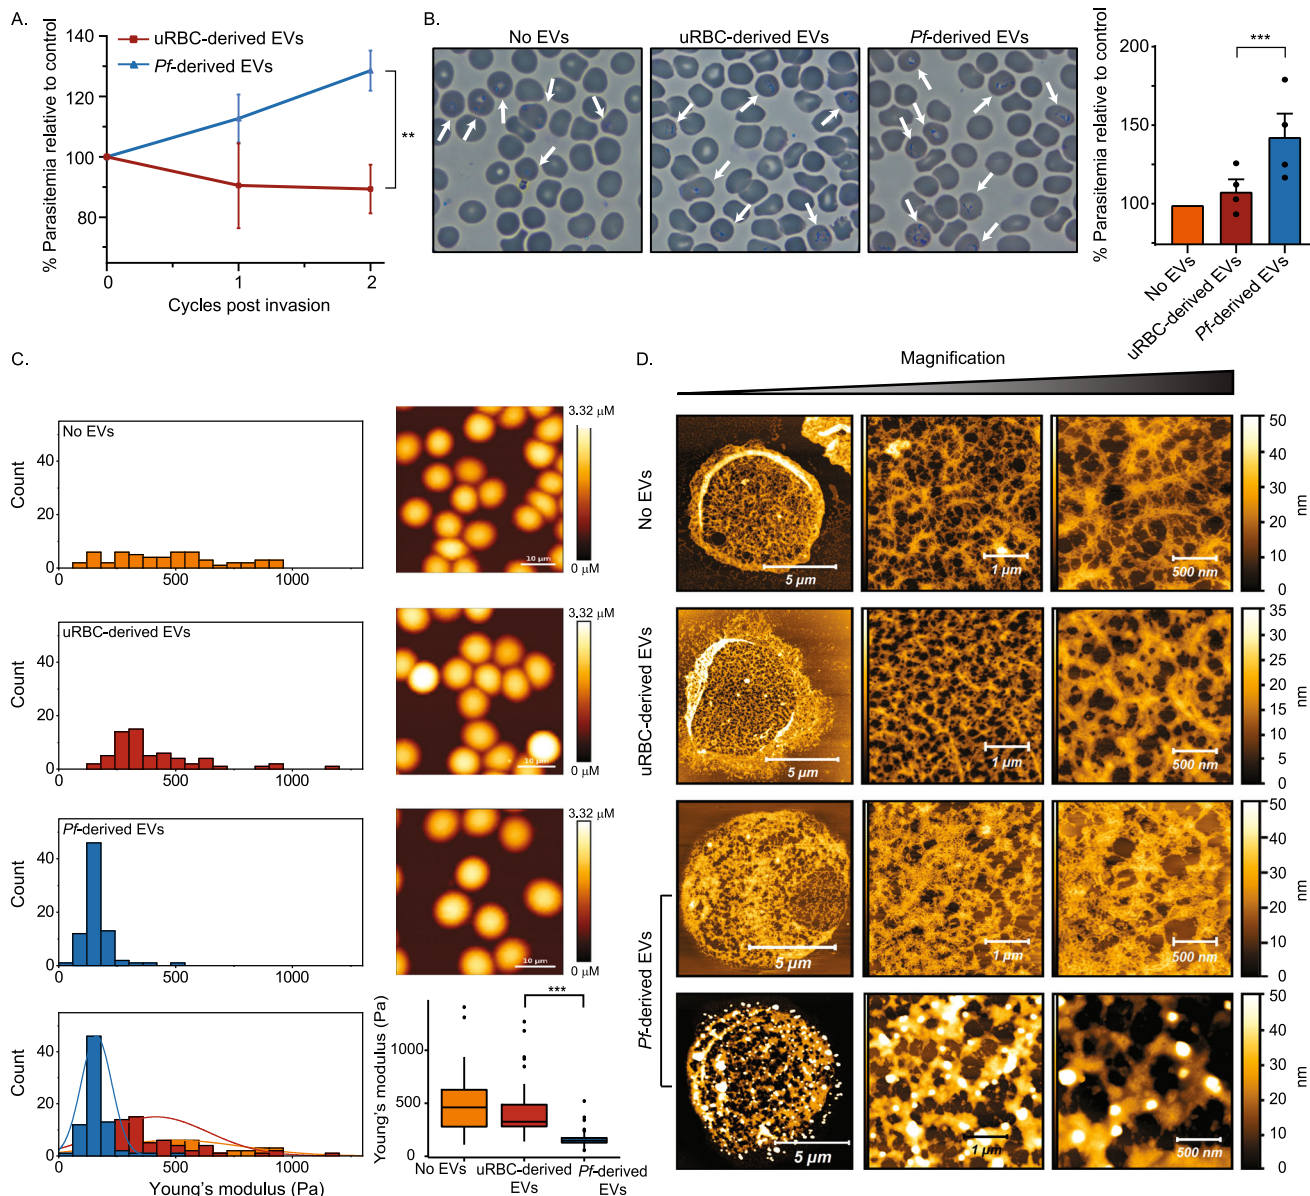 A.
% Parasitemia relative to control
140
120
100
80
0
1
2
Cycles post invasion
uRBC-derived EVs
Pf-derived EVs
**
B.
No EVs
uRBC-derived EVs
Pf-derived EVs
% Parasitemia relative to control
200
150
100
***
No EVs
uRBC-derived EVs
Pf-derived EVs
C.
No EVs
Count
40
20
0
0
500
1000
3.32 µM
0 µM
10 µm
uRBC-derived EVs
Count
40
20
0
0
500
1000
3.32 µM
0 µM
10 µm
Pf-derived EVs
Count
40
20
0
0
500
1000
3.32 µM
0 µM
10 µm
Count
40
20
0
0
500
1000
Young's modulus (Pa)
Young's modulus (Pa)
1000
500
0
***
No EVs
uRBC-derived
EVs
Pf-derived
EVs
D.
Magnification
No EVs
5 µm
1 µm
500 nm
50
40
30
20
10
0
nm
uRBC-derived EVs
5 µm
1 µm
500 nm
35
30
25
20
15
10
5
0
nm
Pf-derived EVs
5 µm
1 µm
500 nm
50
40
30
20
10
0
nm
5 µm
1 µm
500 nm
50
40
30
20
10
0
nm